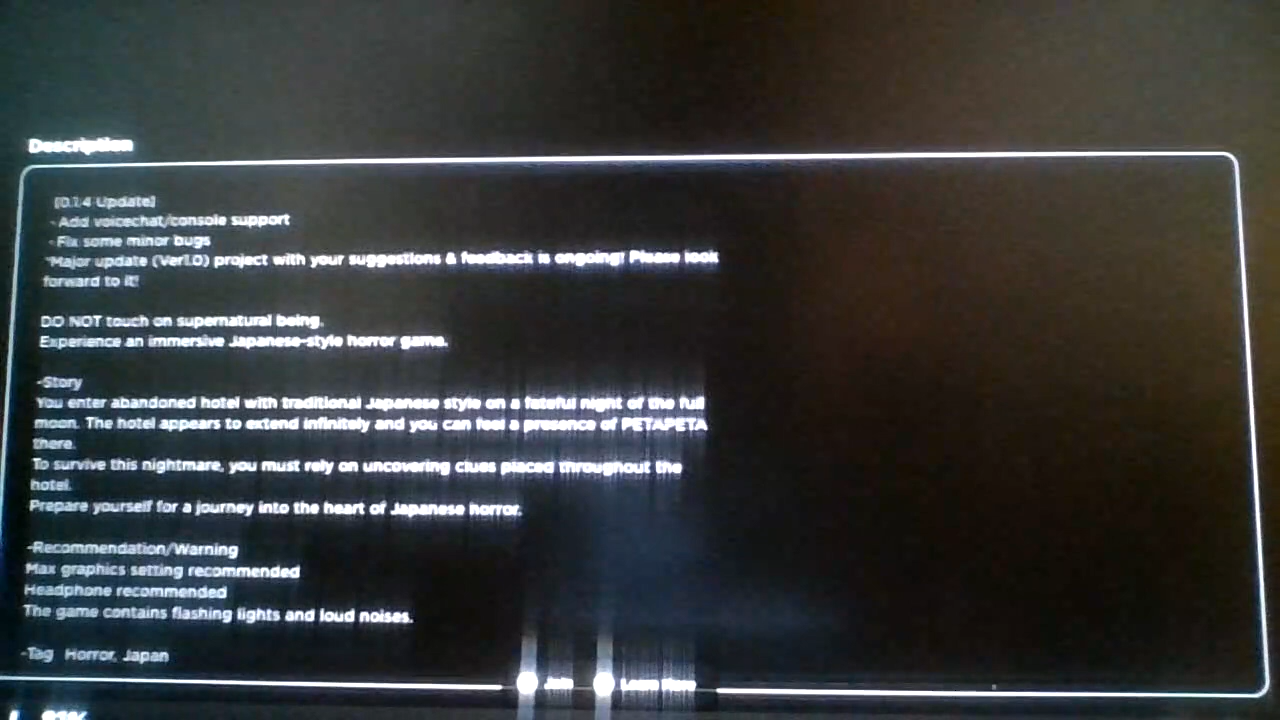 Description
[0.1.4 Update]
- Add voicechat/console support
- Fix some minor bugs
*Major update (Ver1.0) project with your suggestions & feedback is ongoing! Please look
forward to it!
DO NOT touch on supernatural being.
Experience an immersive Japanese-style horror game.
-Story
You enter abandoned hotel with traditional Japanese style on a fateful night of the full
moon. The hotel appears to extend infinitely and you can feel a presence of PETAPETA
there.
To survive this nightmare, you must rely on uncovering clues placed throughout the
hotel.
Prepare yourself for a journey into the heart of Japanese horror.
-Recommendation/Warning
Max graphics setting recommended
Headphone recommended
The game contains flashing lights and loud noises.
-Tag Horror, Japan
Join